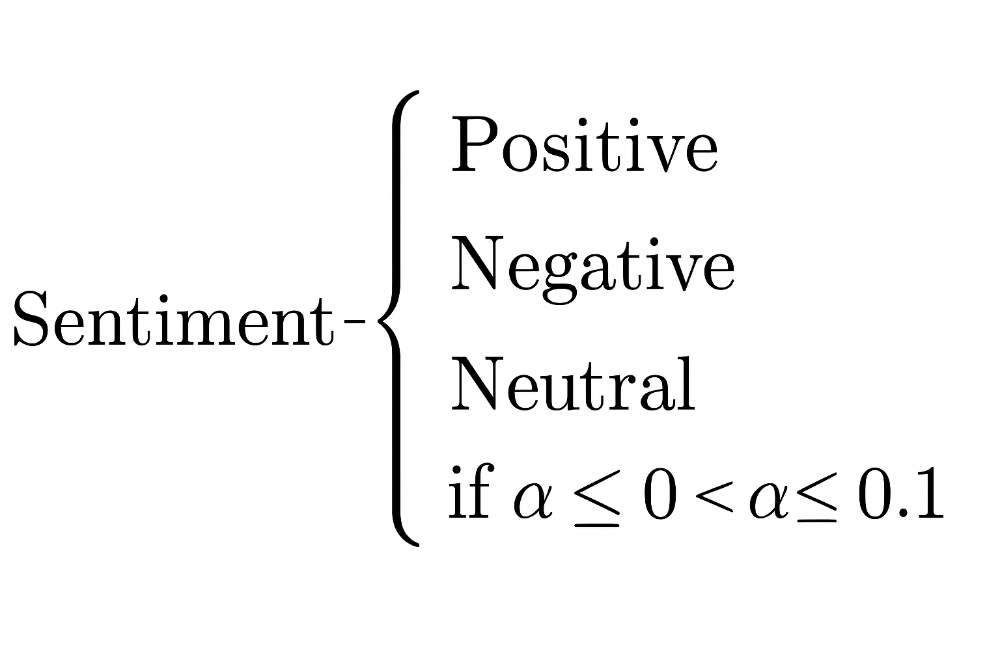 Positive
Negative
Sentiment -
Neutral
if α ≤ 0 < α ≤ 0.1